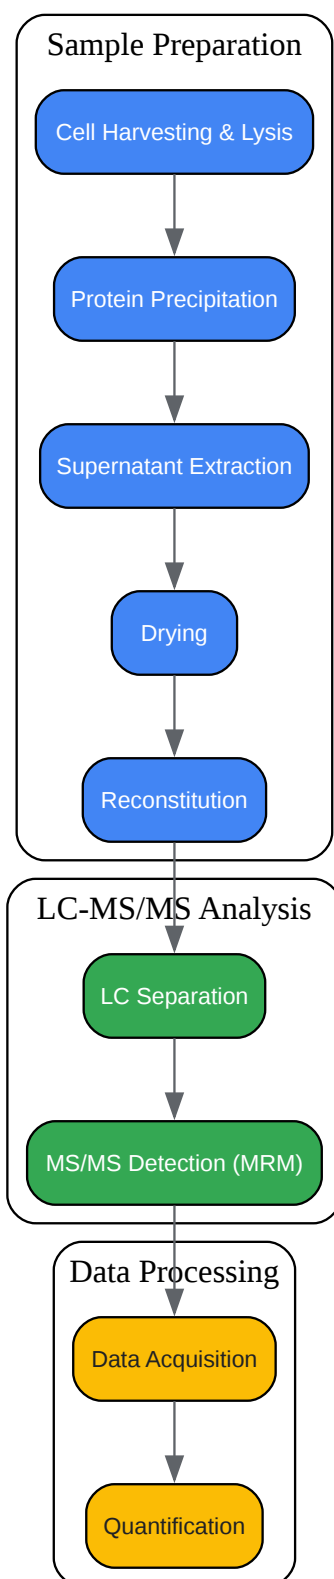 Sample Preparation
Cell Harvesting & Lysis
Protein Precipitation
Supernatant Extraction
Drying
Reconstitution
LC-MS/MS Analysis
LC Separation
MS/MS Detection (MRM)
Data Processing
Data Acquisition
Quantification